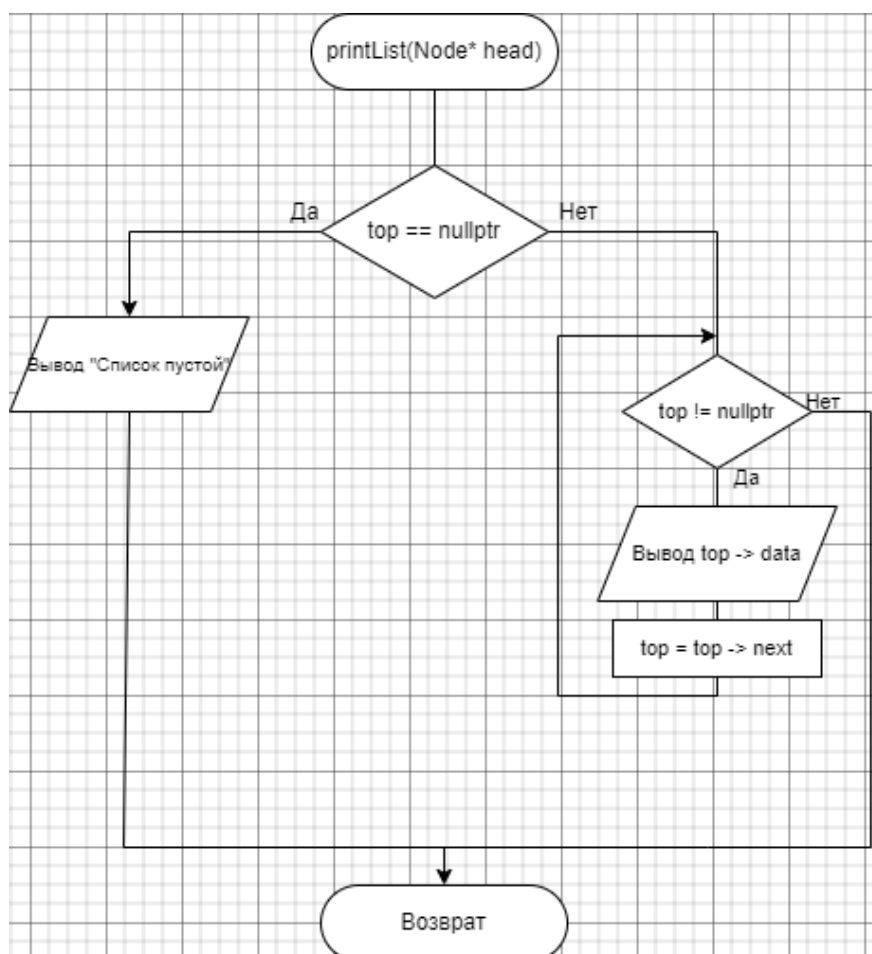 printList(Node* head)
Да
top == nullptr
Нет
Вывод "Список пустой"
top != nullptr
Нет
Да
Вывод top -> data
top = top -> next
Возврат